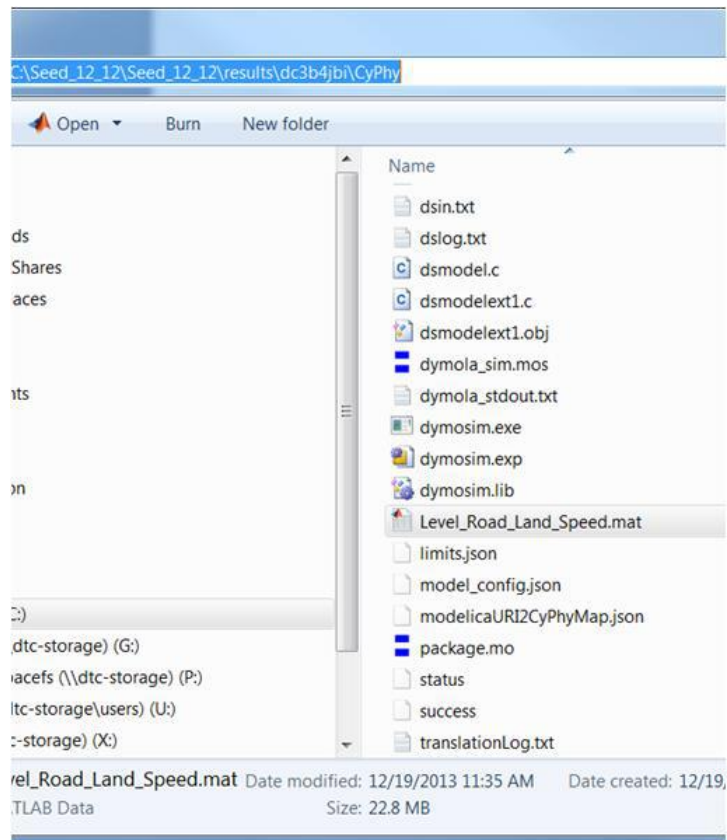 C:\Seed_12_12\Seed_12_12\results\dc3b4jbi\CyPhy
Open Burn New folder
Name
dsin.txt
ds
dslog.txt
Shares
dsmodel.c
aces
dsmodelext1.c
dsmodelext1.obj
dymola_sim.mos
nts
dymola_stdout.txt
dymosim.exe
dymosim.exp
on
dymosim.lib
Level_Road_Land_Speed.mat
limits.json
model_config.json
C:)
modelicaURI2CyPhyMap.json
_dtc-storage) (G:)
package.mo
pacefs (\\dtc-storage) (P:)
status
dtc-storage\users) (U:)
success
c-storage) (X:)
translationLog.txt
vel_Road_Land_Speed.mat Date modified: 12/19/2013 11:35 AM Date created: 12/19/
TLAB Data Size: 22.8 MB